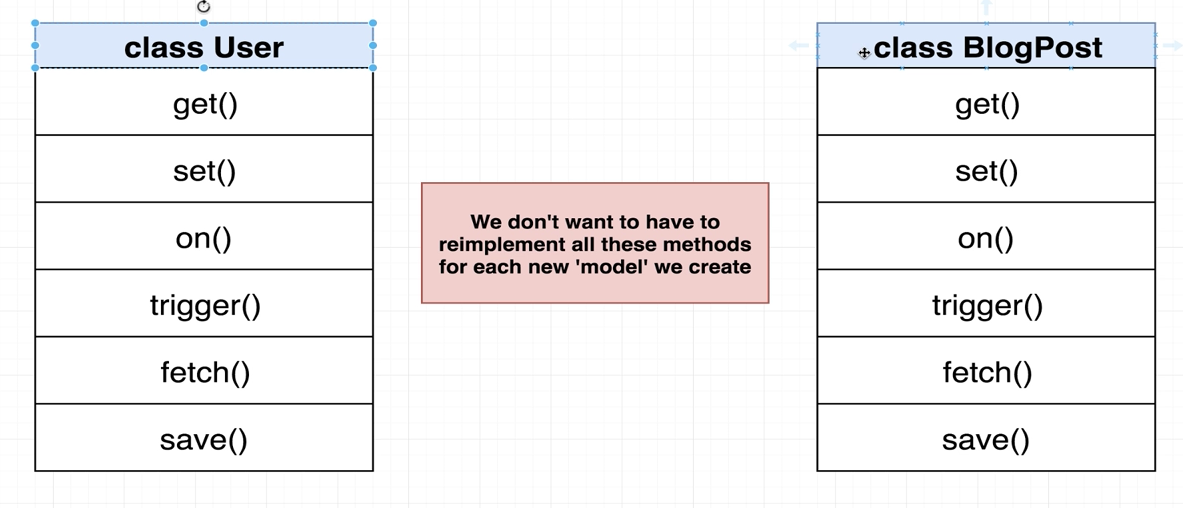 class User
get()
set()
on()
trigger()
fetch()
save()
We don't want to have to
reimplement all these methods
for each new 'model' we create
class BlogPost
get()
set()
on()
trigger()
fetch()
save()